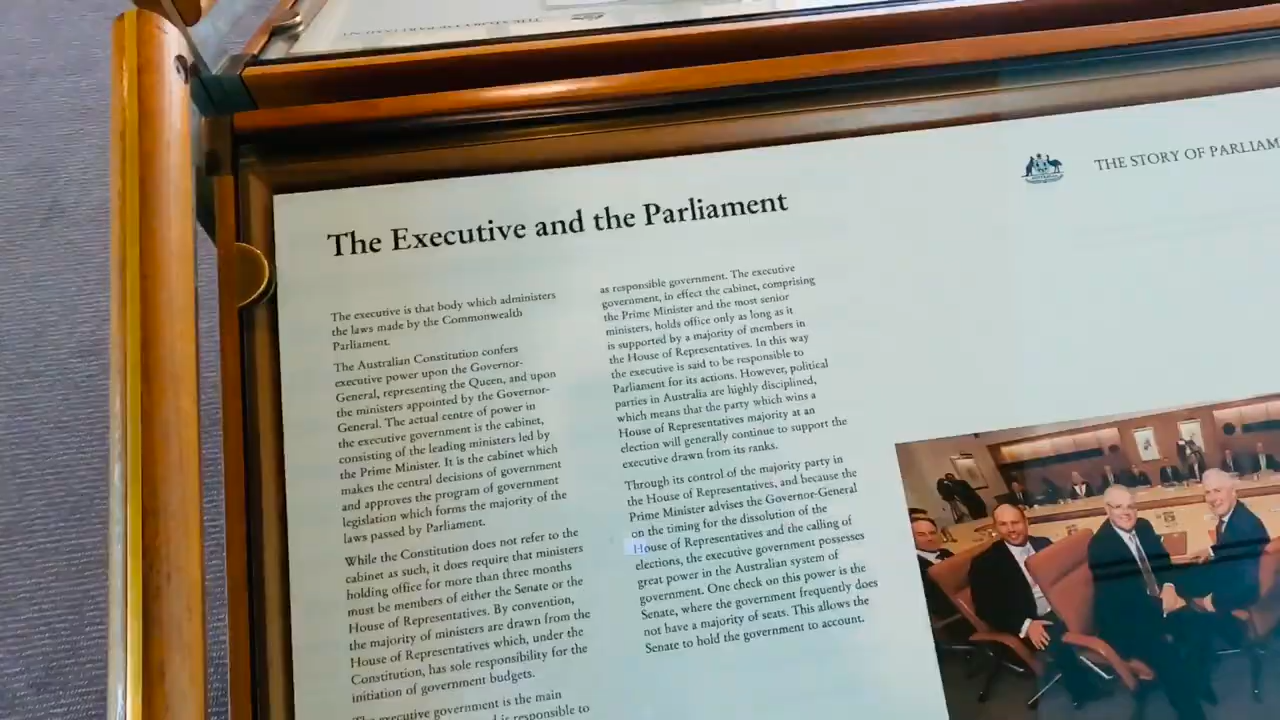 THE STORY OF PARLIAM
The Executive and the Parliament
The executive is that body which administers
the laws made by the Commonwealth
Parliament.
The Australian Constitution confers
executive power upon the Governor-
General, representing the Queen, and upon
the ministers appointed by the Governor-
General. The actual centre of power in
the executive government is the cabinet,
consisting of the leading ministers led by
the Prime Minister. It is the cabinet which
makes the central decisions of government
and approves the program of government
legislation which forms the majority of the
laws passed by Parliament.
While the Constitution does not refer to the
cabinet as such, it does require that ministers
holding office for more than three months
must be members of either the Senate or the
House of Representatives. By convention,
the majority of ministers are drawn from the
House of Representatives which, under the
Constitution, has sole responsibility for the
initiation of government budgets.
The executive government is the main
is responsible to
as responsible government. The executive
government, in effect the cabinet, comprising
the Prime Minister and the most senior
ministers, holds office only as long as it
is supported by a majority of members in
the House of Representatives. In this way
the executive is said to be responsible to
Parliament for its actions. However, political
parties in Australia are highly disciplined,
which means that the party which wins a
House of Representatives majority at an
election will generally continue to support the
executive drawn from its ranks.
Through its control of the majority party in
the House of Representatives, and because the
Prime Minister advises the Governor-General
on the timing for the dissolution of the
House of Representatives and the calling of
elections, the executive government possesses
great power in the Australian system of
government. One check on this power is the
Senate, where the government frequently does
not have a majority of seats. This allows the
Senate to hold the government to account.